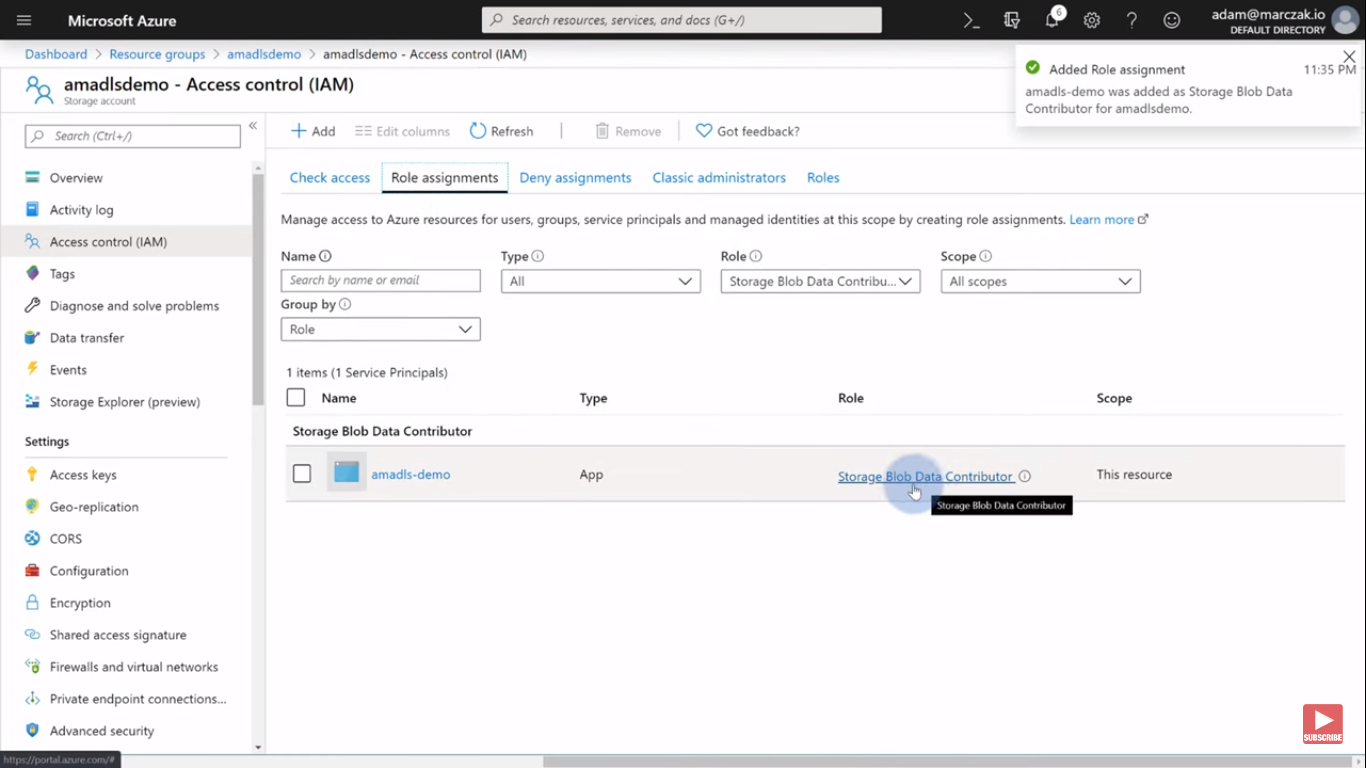 Microsoft Azure
Search resources, services, and docs (G+/)
6
adam@marczak.io
DEFAULT DIRECTORY
Dashboard > Resource groups > amadlsdemo > amadlsdemo - Access control (IAM)
amadlsdemo - Access control (IAM)
Storage account
Added Role assignment 11:35 PM
amadls-demo was added as Storage Blob Data
Contributor for amadlsdemo.
Search (Ctrl+/)
«
Overview
Activity log
Access control (IAM)
Tags
Diagnose and solve problems
Data transfer
Events
Storage Explorer (preview)
Settings
Access keys
Geo-replication
CORS
Configuration
Encryption
Shared access signature
Firewalls and virtual networks
Private endpoint connections...
Advanced security
Add Edit columns Refresh | Remove Got feedback?
Check access Role assignments Deny assignments Classic administrators Roles
Manage access to Azure resources for users, groups, service principals and managed identities at this scope by creating role assignments. Learn more
Name Type Role Scope
Search by name or email All Storage Blob Data Contribu... All scopes
Group by
Role
1 items (1 Service Principals)
Name Type Role Scope
Storage Blob Data Contributor
amadls-demo App Storage Blob Data Contributor This resource
Storage Blob Data Contributor
SUBSCRIBE
https://portal.azure.com/#